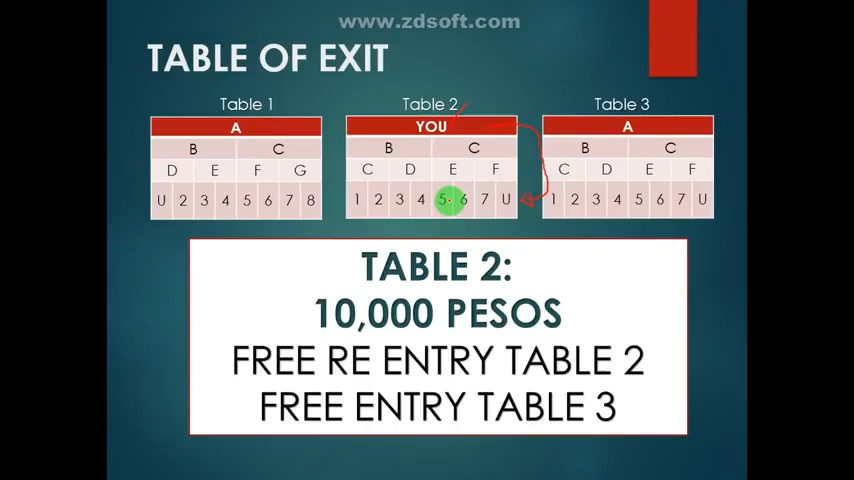 www.zdsoft.com
TABLE OF EXIT
Table 1
A
B C
D E F G
U 2 3 4 5 6 7 8
Table 2
YOU
B C
C D E F
1 2 3 4 5 6 7 U
Table 3
A
B C
C D E F
1 2 3 4 5 6 7 U
TABLE 2:
10,000 PESOS
FREE RE ENTRY TABLE 2
FREE ENTRY TABLE 3